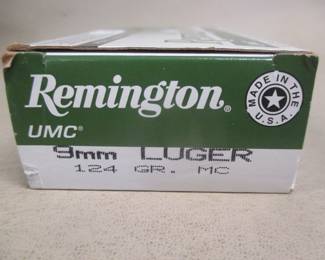 Remington®
UMC®
MADE IN THE U.S.A.
9mm LUGER
124 GR. MC